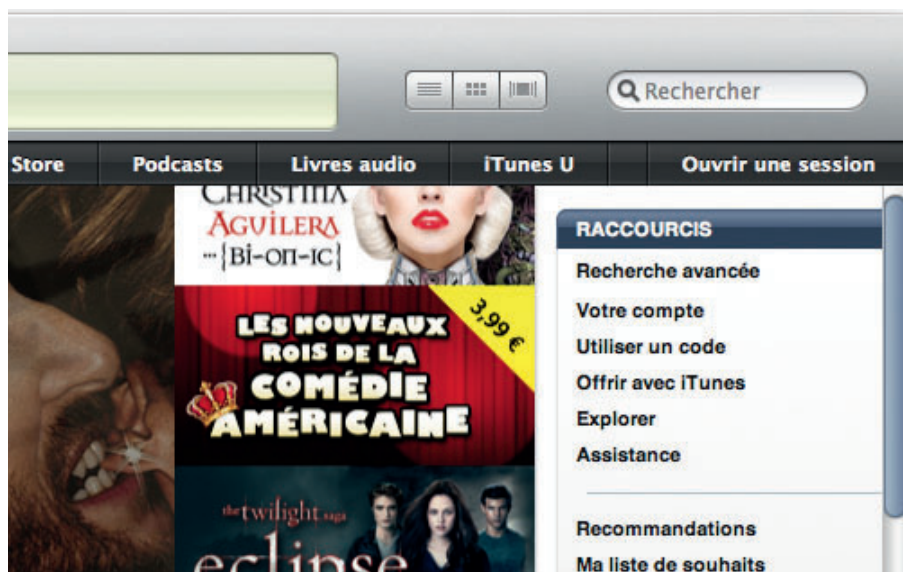 Rechercher
Store
Podcasts
Livres audio
iTunes U
Ouvrir une session
CHRISTINA
AGUILERA
···{Bi-on-ic}
LES NOUVEAUX
ROIS DE LA
COMÉDIE
AMÉRICAINE
3,99 €
the twilight saga
eclipse
RACCOURCIS
Recherche avancée
Votre compte
Utiliser un code
Offrir avec iTunes
Explorer
Assistance
Recommandations
Ma liste de souhaits